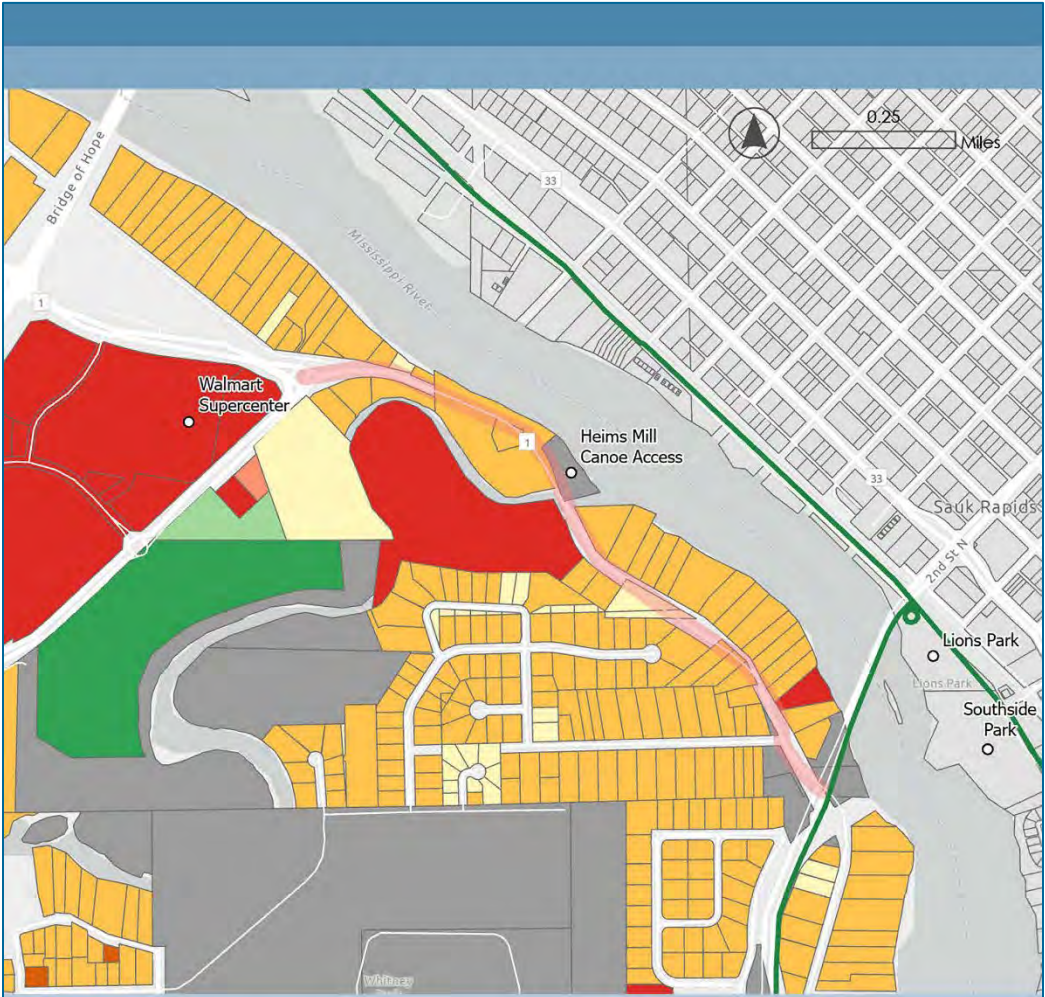 0.25
Miles
Bridge of Hope
33
Mississippi River
1
Walmart
Supercenter
1
Heims Mill
Canoe Access
33
Sauk Rapids
2nd St N
Lions Park
Lions Park
Southside
Park
Whitney